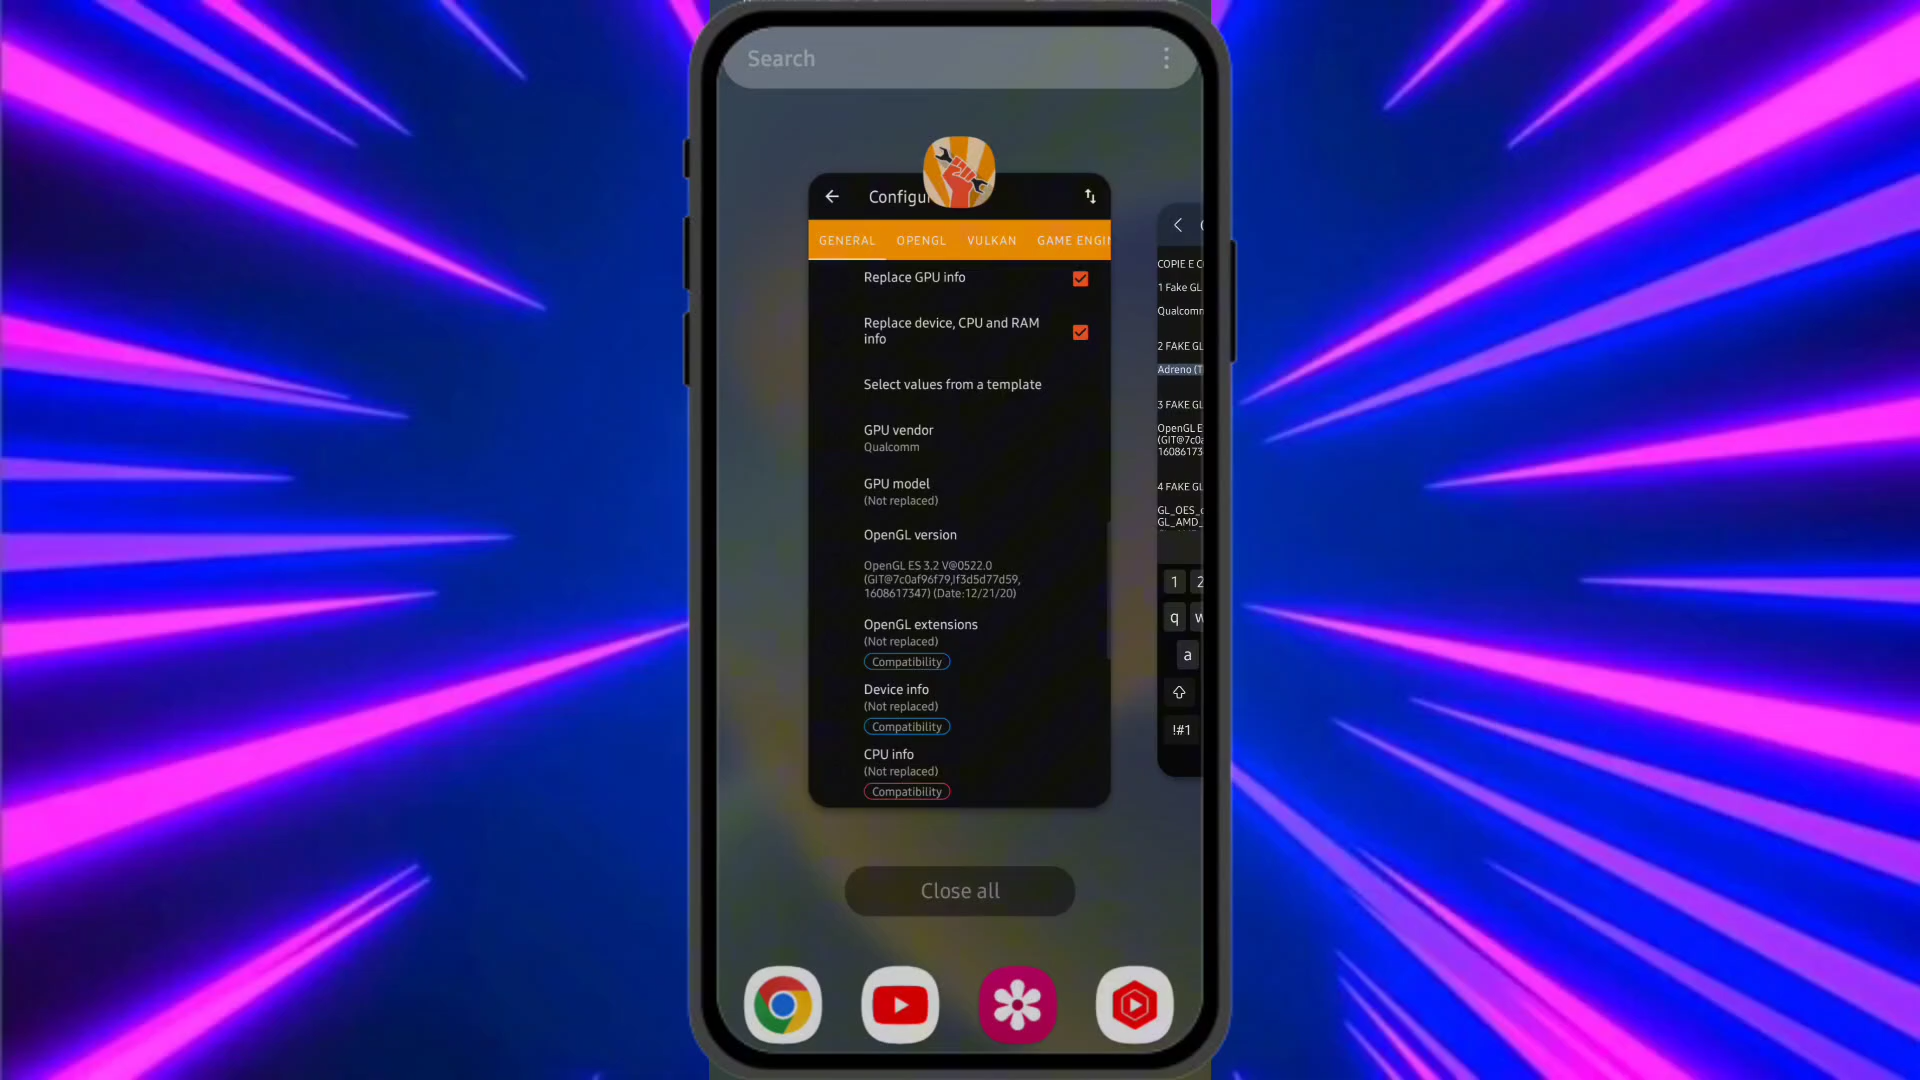 Search
Configu
GENERAL OPENGL VULKAN GAME ENGIN
Replace GPU info
Replace device, CPU and RAM
info
Select values from a template
GPU vendor
Qualcomm
GPU model
(Not replaced)
OpenGL version
OpenGL ES 3.2 V@0522.0
(GIT@7c0af96f79,If3d5d77d59,
1608617347) (Date:12/21/20)
OpenGL extensions
(Not replaced)
Compatibility
Device info
(Not replaced)
Compatibility
CPU info
(Not replaced)
Compatibility
COPIE E C
1 Fake GL
Qualcomm
2 FAKE GL
Adreno (T
3 FAKE GL
OpenGL E
(GIT@7c0a
16086173
4 FAKE GL
GL_OES_
GL_AMD_
1 2
q w
a
!#1
Close all